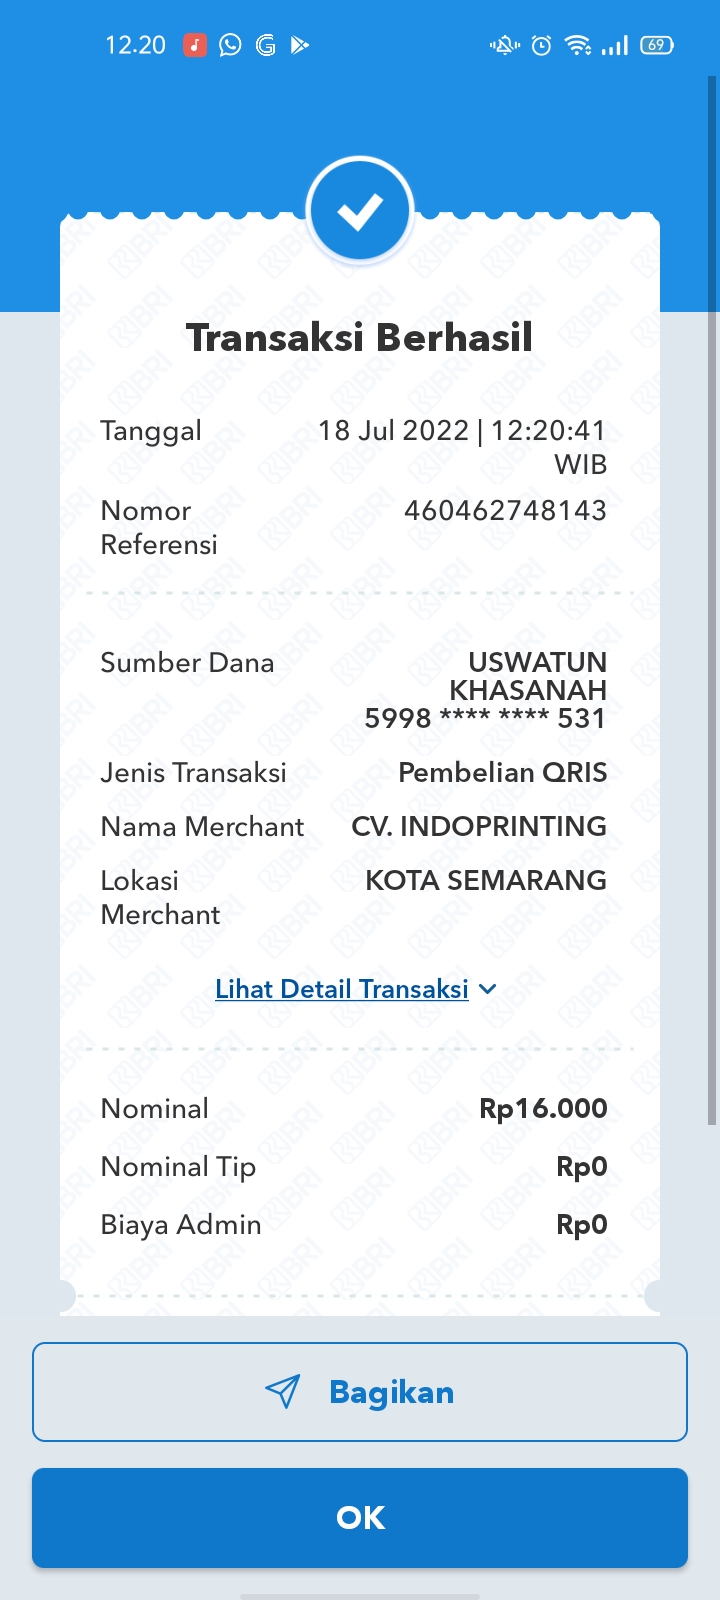 12.20
69
Transaksi Berhasil
Tanggal 18 Jul 2022 | 12:20:41
WIB
Nomor 460462748143
Referensi
Sumber Dana USWATUN
KHASANAH
5998 **** **** 531
Jenis Transaksi Pembelian QRIS
Nama Merchant CV. INDOPRINTING
Lokasi KOTA SEMARANG
Merchant
Lihat Detail Transaksi
Nominal Rp16.000
Nominal Tip Rp0
Biaya Admin Rp0
Bagikan
OK